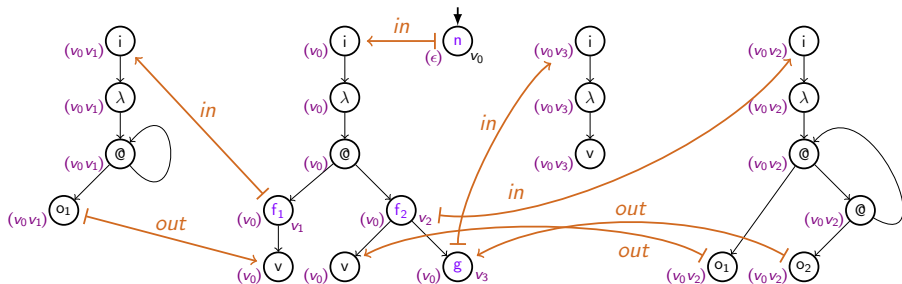 (v₀v₁) i (v₀) i in n (ϵ) v₀ (v₀v₃) i (v₀v₂) i
(v₀v₁) λ (v₀) λ (v₀v₃) λ (v₀v₂) λ
in in
(v₀v₁) @ (v₀) @ (v₀v₃) v (v₀v₂) @
in
(v₀v₁) o₁ out (v₀) f₁ v₁ (v₀) f₂ v₂ out (v₀v₂) @
out
(v₀) v (v₀) v (v₀) g v₃ (v₀v₂) o₁ (v₀v₂) o₂